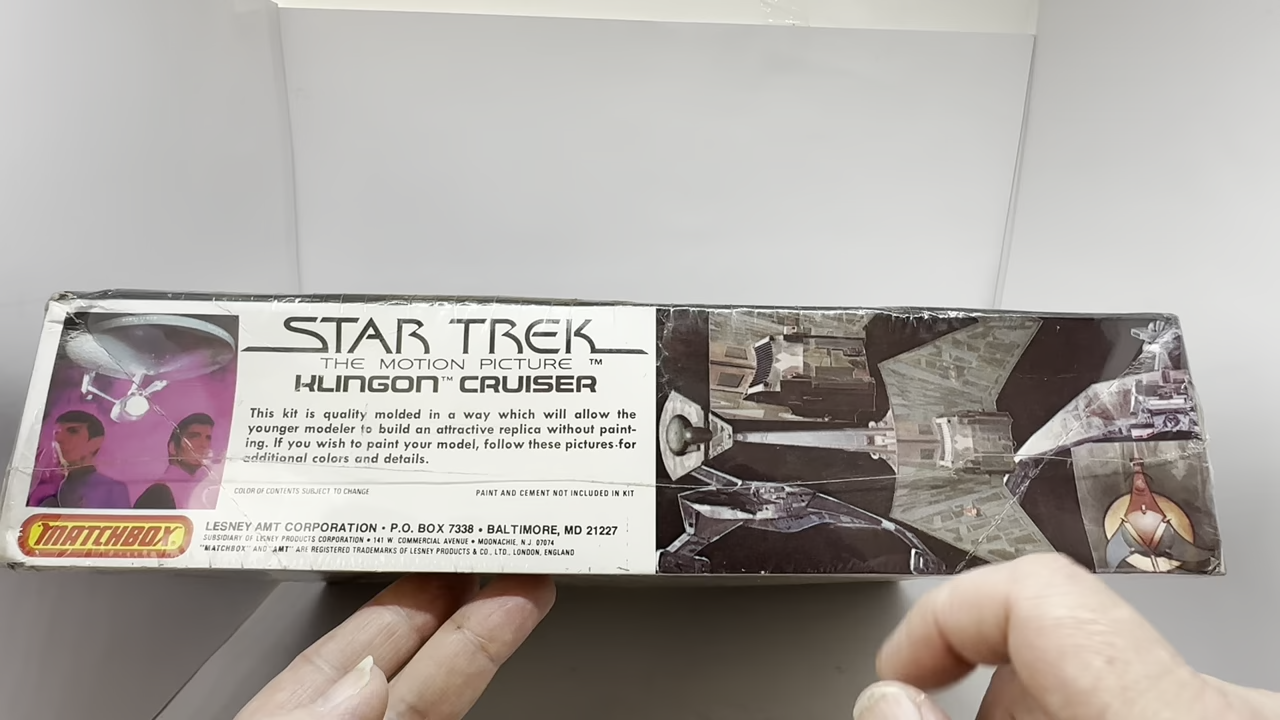 STAR TREK
THE MOTION PICTURE™
KLINGON™ CRUISER
This kit is quality molded in a way which will allow the
younger modeler to build an attractive replica without paint-
ing. If you wish to paint your model, follow these pictures for
additional colors and details.
COLOR OF CONTENTS SUBJECT TO CHANGE
PAINT AND CEMENT NOT INCLUDED IN KIT
MATCHBOX
LESNEY AMT CORPORATION • P.O. BOX 7338 • BALTIMORE, MD 21227
SUBSIDIARY OF LESNEY PRODUCTS CORPORATION • 141 W. COMMERCIAL AVENUE • MOONACHIE, N.J. 07074
"MATCHBOX" AND "AMT" ARE REGISTERED TRADEMARKS OF LESNEY PRODUCTS & CO., LTD., LONDON, ENGLAND